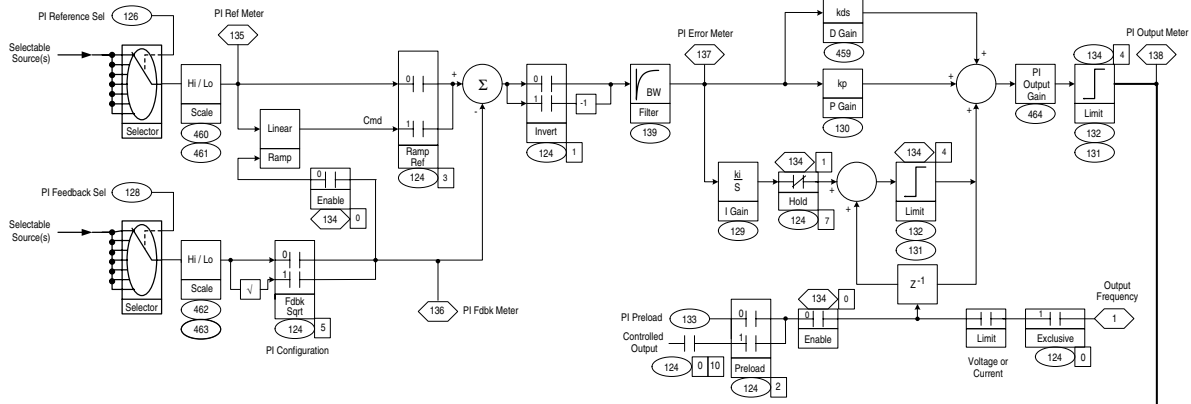 PI Reference Sel
126
PI Ref Meter
135
Selectable
Source(s)
Selector
Hi / Lo
Scale
460
461
Linear
Ramp
Cmd
0
1
Ramp
Ref
124
3
+
Σ
-
0
1
-1
Invert
124
1
BW
Filter
139
PI Error Meter
137
kds
D Gain
459
kp
P Gain
130
+
+
+
PI
Output
Gain
464
134
4
Limit
132
131
PI Output Meter
138
0
Enable
134
0
ki
S
I Gain
129
134
1
Hold
124
7
+
+
134
4
Limit
132
131
Z-1
PI Feedback Sel
128
Selectable
Source(s)
Selector
Hi / Lo
Scale
462
463
√
0
1
Fdbk
Sqrt
124
5
PI Configuration
136
PI Fdbk Meter
PI Preload
133
Controlled
Output
124
0
10
0
1
Preload
124
2
134
0
0
Enable
Limit
Voltage or
Current
1
Exclusive
124
0
Output
Frequency
1